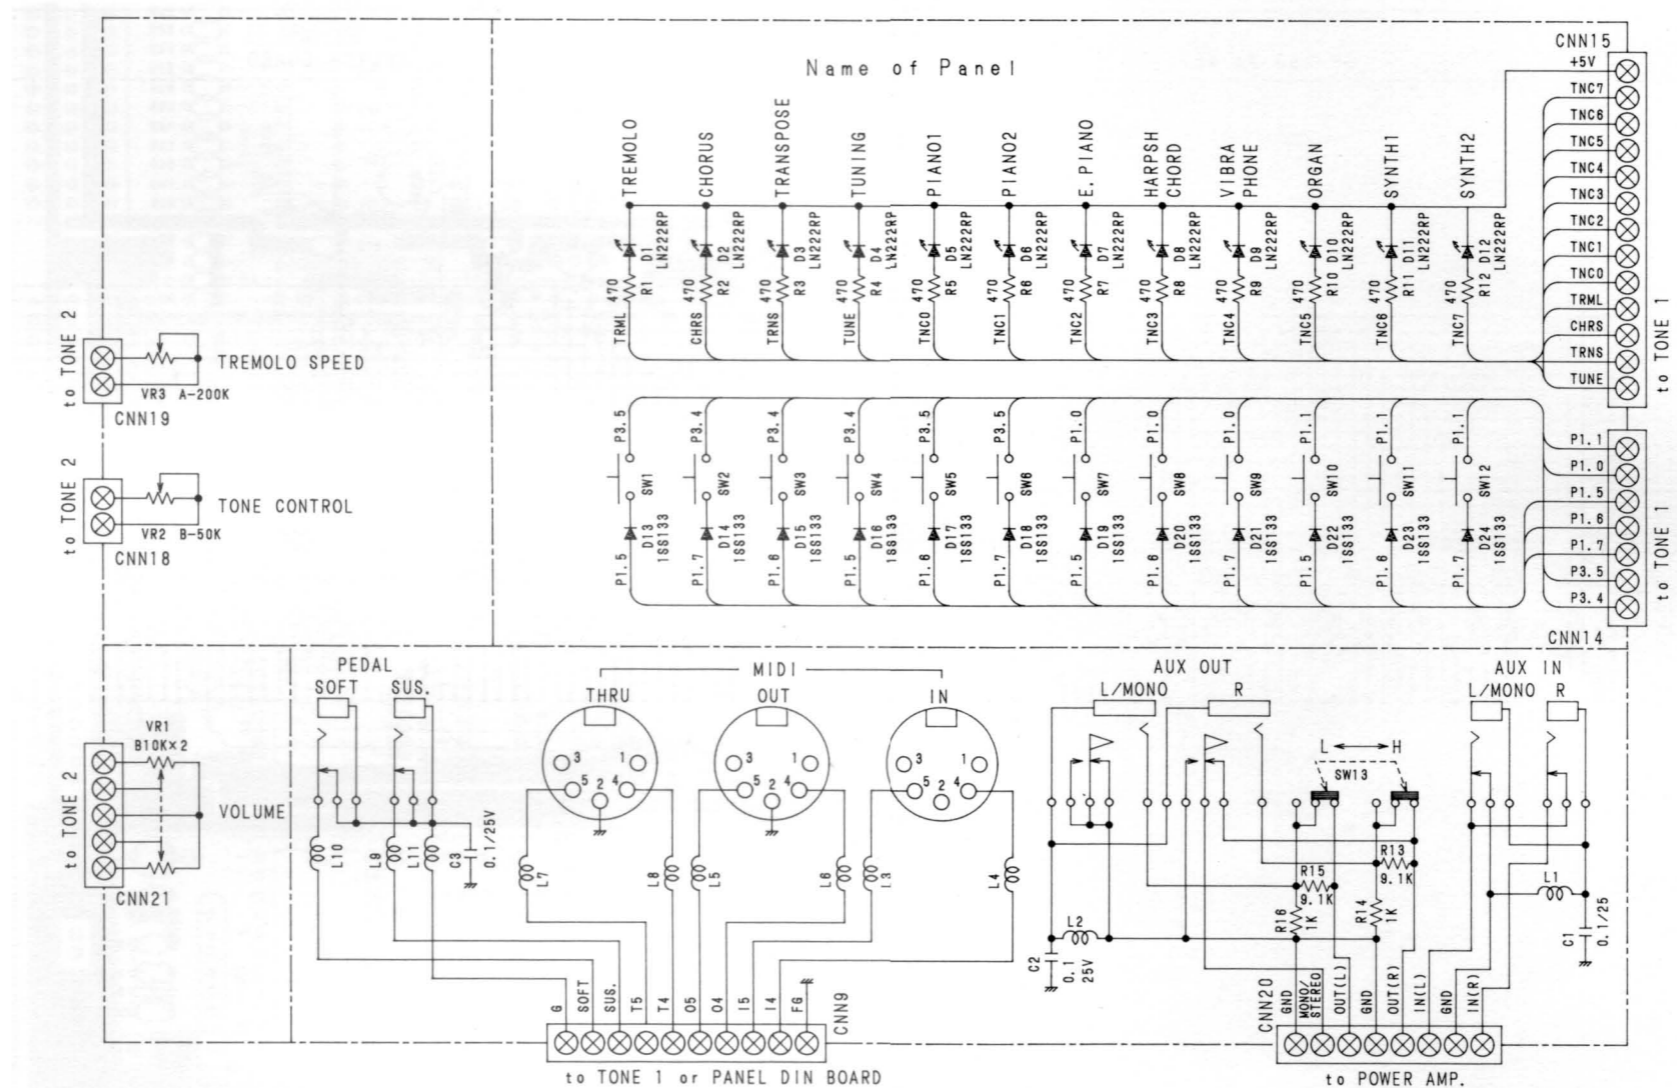 CNN15
Name of Panel
+5V
TNC7
TNC6
TNC5
TNC4
TNC3
TNC2
TNC1
TNC0
TRML
CHRS
TRNS
TUNE
to TONE 1
TREMOLO
CHORUS
TRANSPOSE
TUNING
PIANO1
PIANO2
E.PIANO
HARPSH
CHORD
VIBRA
PHONE
ORGAN
SYNTH1
SYNTH2
D1
LN222RP
D2
LN222RP
D3
LN222RP
D4
LN222RP
D5
LN222RP
D6
LN222RP
D7
LN222RP
D8
LN222RP
D9
LN222RP
D10
LN222RP
D11
LN222RP
D12
LN222RP
470 R1
470 R2
470 R3
470 R4
470 R5
470 R6
470 R7
470 R8
470 R9
470 R10
470 R11
470 R12
TRML
CHRS
TRNS
TUNE
TNC0
TNC1
TNC2
TNC3
TNC4
TNC5
TNC6
TNC7
to TONE 2
TREMOLO SPEED
VR3 A-200K
CNN19
to TONE 2
TONE CONTROL
VR2 B-50K
CNN18
P3.5
P3.4
P3.4
P3.4
P3.5
P3.5
P1.0
P1.0
P1.0
P1.1
P1.1
P1.1
SW1
SW2
SW3
SW4
SW5
SW6
SW7
SW8
SW9
SW10
SW11
SW12
D13
1SS133
D14
1SS133
D15
1SS133
D16
1SS133
D17
1SS133
D18
1SS133
D19
1SS133
D20
1SS133
D21
1SS133
D22
1SS133
D23
1SS133
D24
1SS133
P1.5
P1.7
P1.6
P1.5
P1.6
P1.7
P1.5
P1.6
P1.7
P1.5
P1.6
P1.7
P1.1
P1.0
P1.5
P1.6
P1.7
P3.5
P3.4
to TONE 1
CNN14
VR1
B10K×2
to TONE 2
VOLUME
CNN21
PEDAL
SOFT SUS.
L10
L9
L11
C3
0.1/25V
MIDI
THRU OUT IN
3 1
5 2 4
3 1
5 2 4
3 1
5 2 4
L7
L8
L5
L6
L3
L4
G
SOFT
SUS.
T5
T4
O5
O4
I5
I4
FG
CNN9
to TONE 1 or PANEL DIN BOARD
AUX OUT
L/MONO R
L H
SW13
AUX IN
L/MONO R
R13
9.1K
R15
9.1K
R16
1K
R14
1K
L1
L2
C1
0.1/25
C2
0.1
25V
CNN20
GND
MONO/
STEREO
OUT(L)
GND
OUT(R)
IN(L)
GND
IN(R)
to POWER AMP.